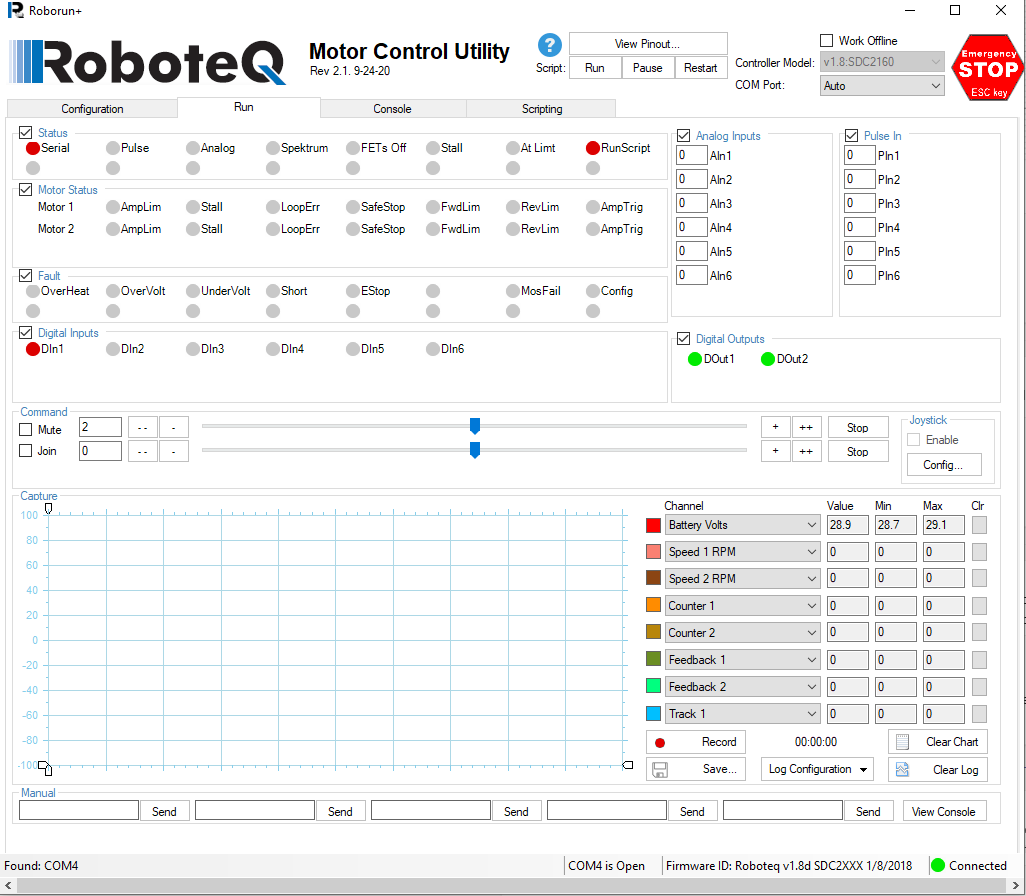 Roborun+
RoboteQ
Motor Control Utility
Rev 2.1. 9-24-20
?
Script:
View Pinout...
Run Pause Restart
Work Offline
Controller Model: v1.8:SDC2160
COM Port: Auto
Emergency
STOP
ESC key
Configuration Run Console Scripting
Status
Serial Pulse Analog Spektrum FETs Off Stall At Limt RunScript
Motor Status
Motor 1 AmpLim Stall LoopErr SafeStop FwdLim RevLim AmpTrig
Motor 2 AmpLim Stall LoopErr SafeStop FwdLim RevLim AmpTrig
Fault
OverHeat OverVolt UnderVolt Short EStop MosFail Config
Digital Inputs
DIn1 DIn2 DIn3 DIn4 DIn5 DIn6
Analog Inputs
0 AIn1
0 AIn2
0 AIn3
0 AIn4
0 AIn5
0 AIn6
Pulse In
0 PIn1
0 PIn2
0 PIn3
0 PIn4
0 PIn5
0 PIn6
Digital Outputs
DOut1 DOut2
Command
Mute 2 -- - + ++ Stop
Join 0 -- - + ++ Stop
Joystick
Enable
Config...
Capture
100
80
60
40
20
0
-20
-40
-60
-80
-100
Channel Value Min Max Clr
Battery Volts 28.9 28.7 29.1
Speed 1 RPM 0 0 0
Speed 2 RPM 0 0 0
Counter 1 0 0 0
Counter 2 0 0 0
Feedback 1 0 0 0
Feedback 2 0 0 0
Track 1 0 0 0
Record 00:00:00 Clear Chart
Save... Log Configuration Clear Log
Manual
Send Send Send Send Send View Console
Found: COM4 COM4 is Open Firmware ID: Roboteq v1.8d SDC2XXX 1/8/2018 Connected